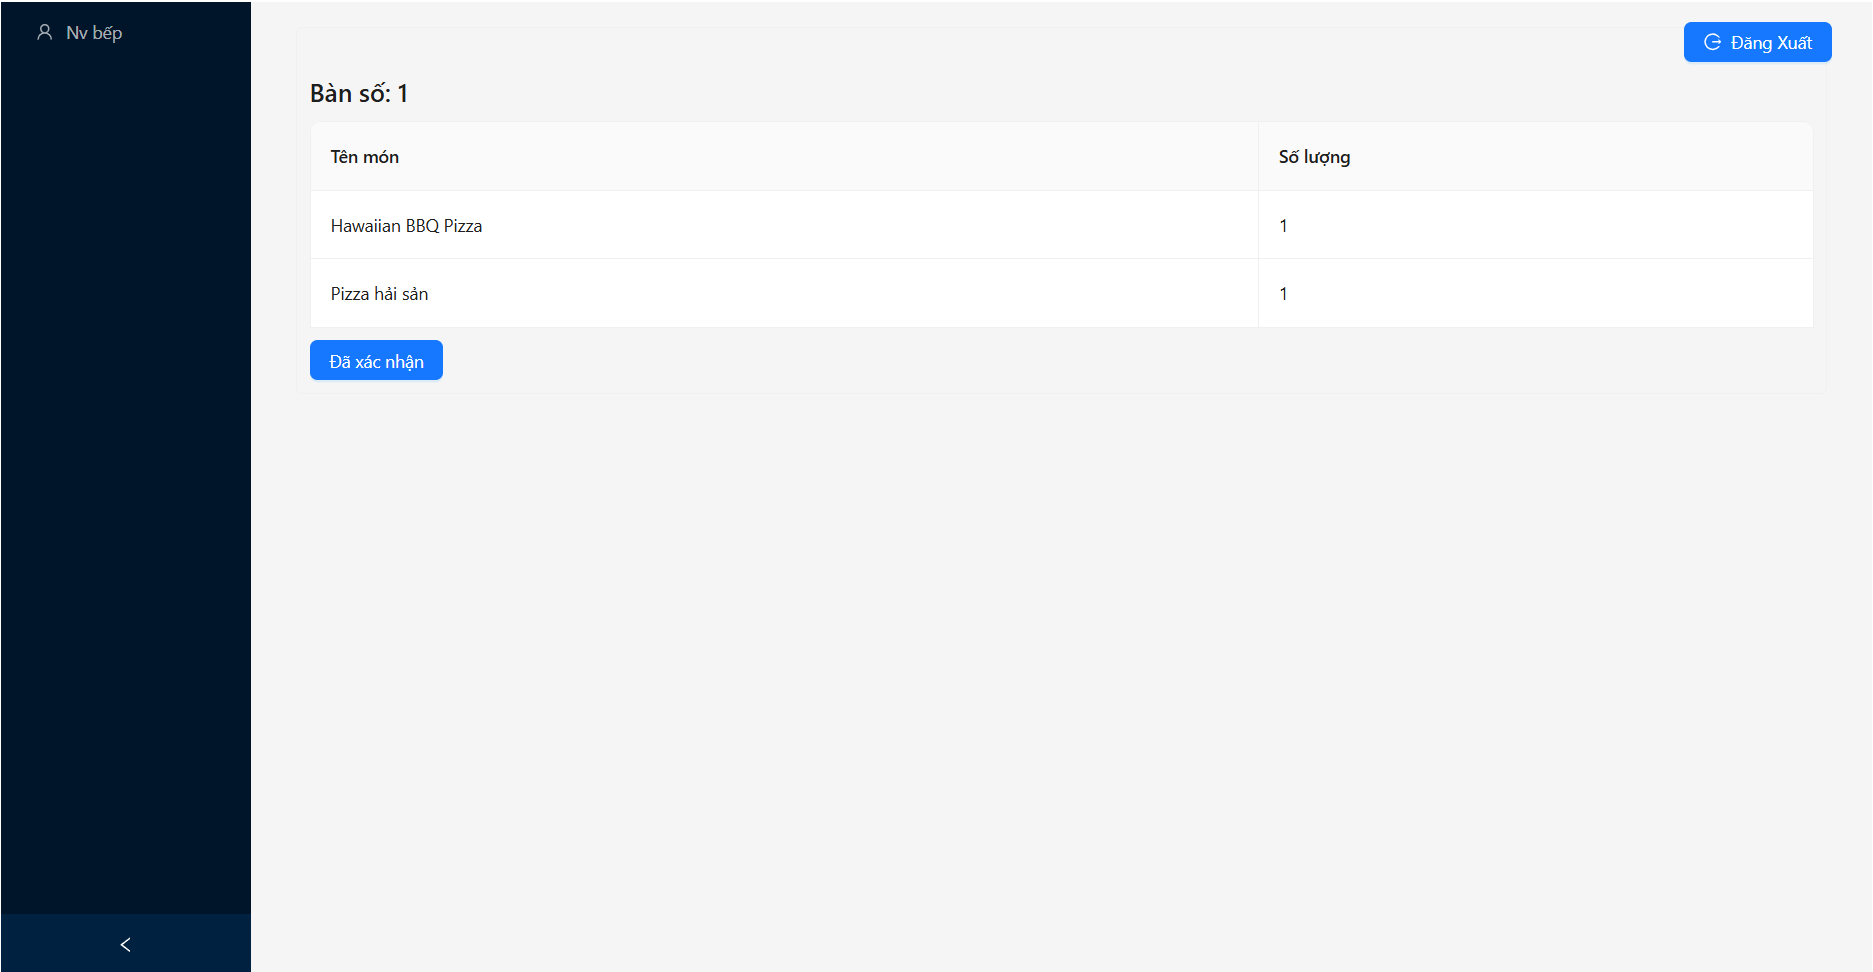 Nv bếp
Đăng Xuất
Bàn số: 1
Tên món
Số lượng
Hawaiian BBQ Pizza
1
Pizza hải sản
1
Đã xác nhận